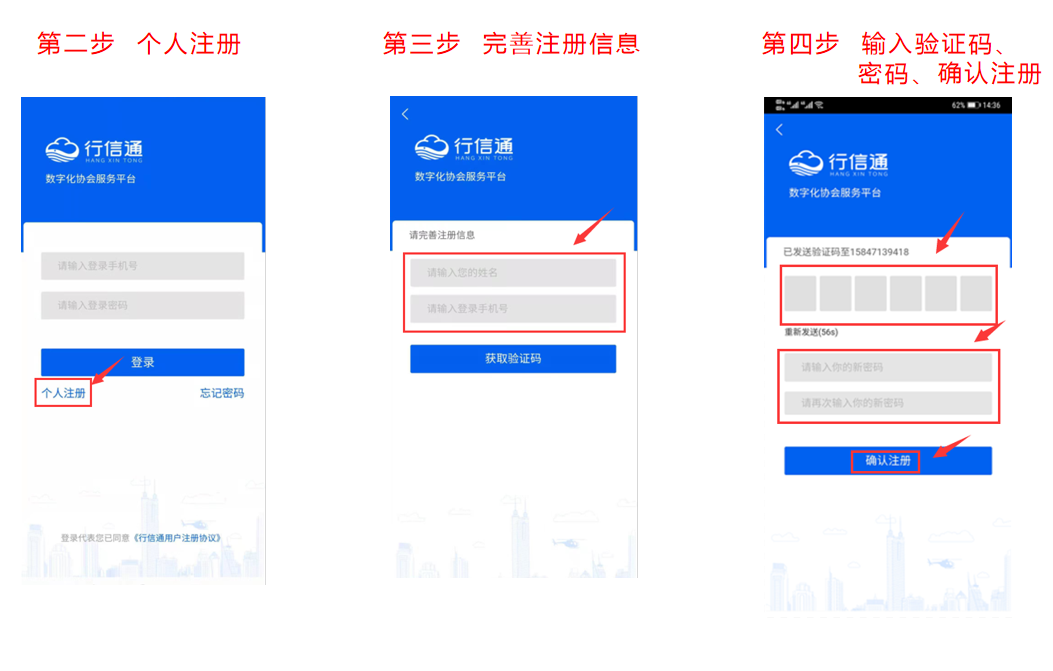 第二步 个人注册
行信通
HANG XIN TONG
数字化协会服务平台
请输入登录手机号
请输入登录密码
登录
个人注册
忘记密码
登录代表您已同意《行信通用户注册协议》
第三步 完善注册信息
行信通
HANG XIN TONG
数字化协会服务平台
请完善注册信息
请输入您的姓名
请输入登录手机号
获取验证码
第四步 输入验证码、
密码、确认注册
62% 14:36
行信通
HANG XIN TONG
数字化协会服务平台
已发送验证码至15847139418
重新发送(56s)
请输入你的新密码
请再次输入你的新密码
确认注册